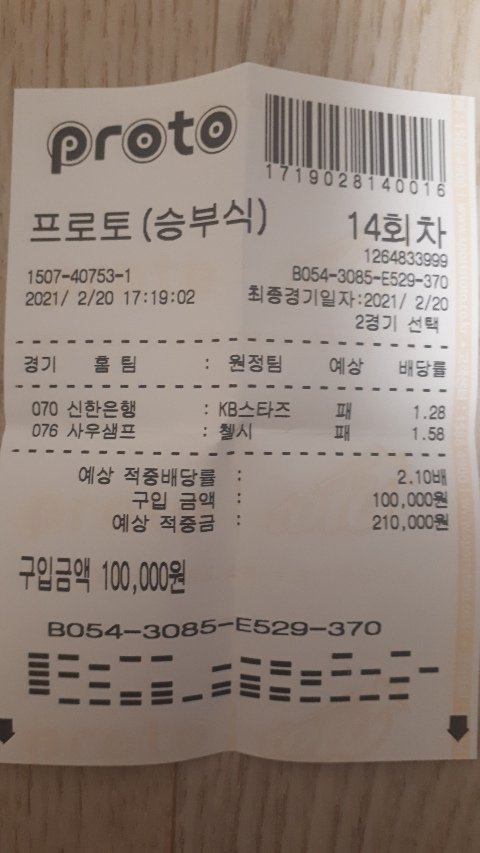 proto
1719028140016
프로토 (승부식) 14회차
1264833999
1507-40753-1 B054-3085-E529-370
2021/ 2/20 17:19:02 최종경기일자:2021/ 2/20
2경기 선택
경기 홈 팀 : 원정팀 예상 배당률
070 신한은행 : KB스타즈 패 1.28
076 사우샘프 : 첼시 패 1.58
예상 적중배당률 : 2.10배
구입 금액 : 100,000원
예상 적중금 : 210,000원
구입금액 100,000원
B054-3085-E529-370